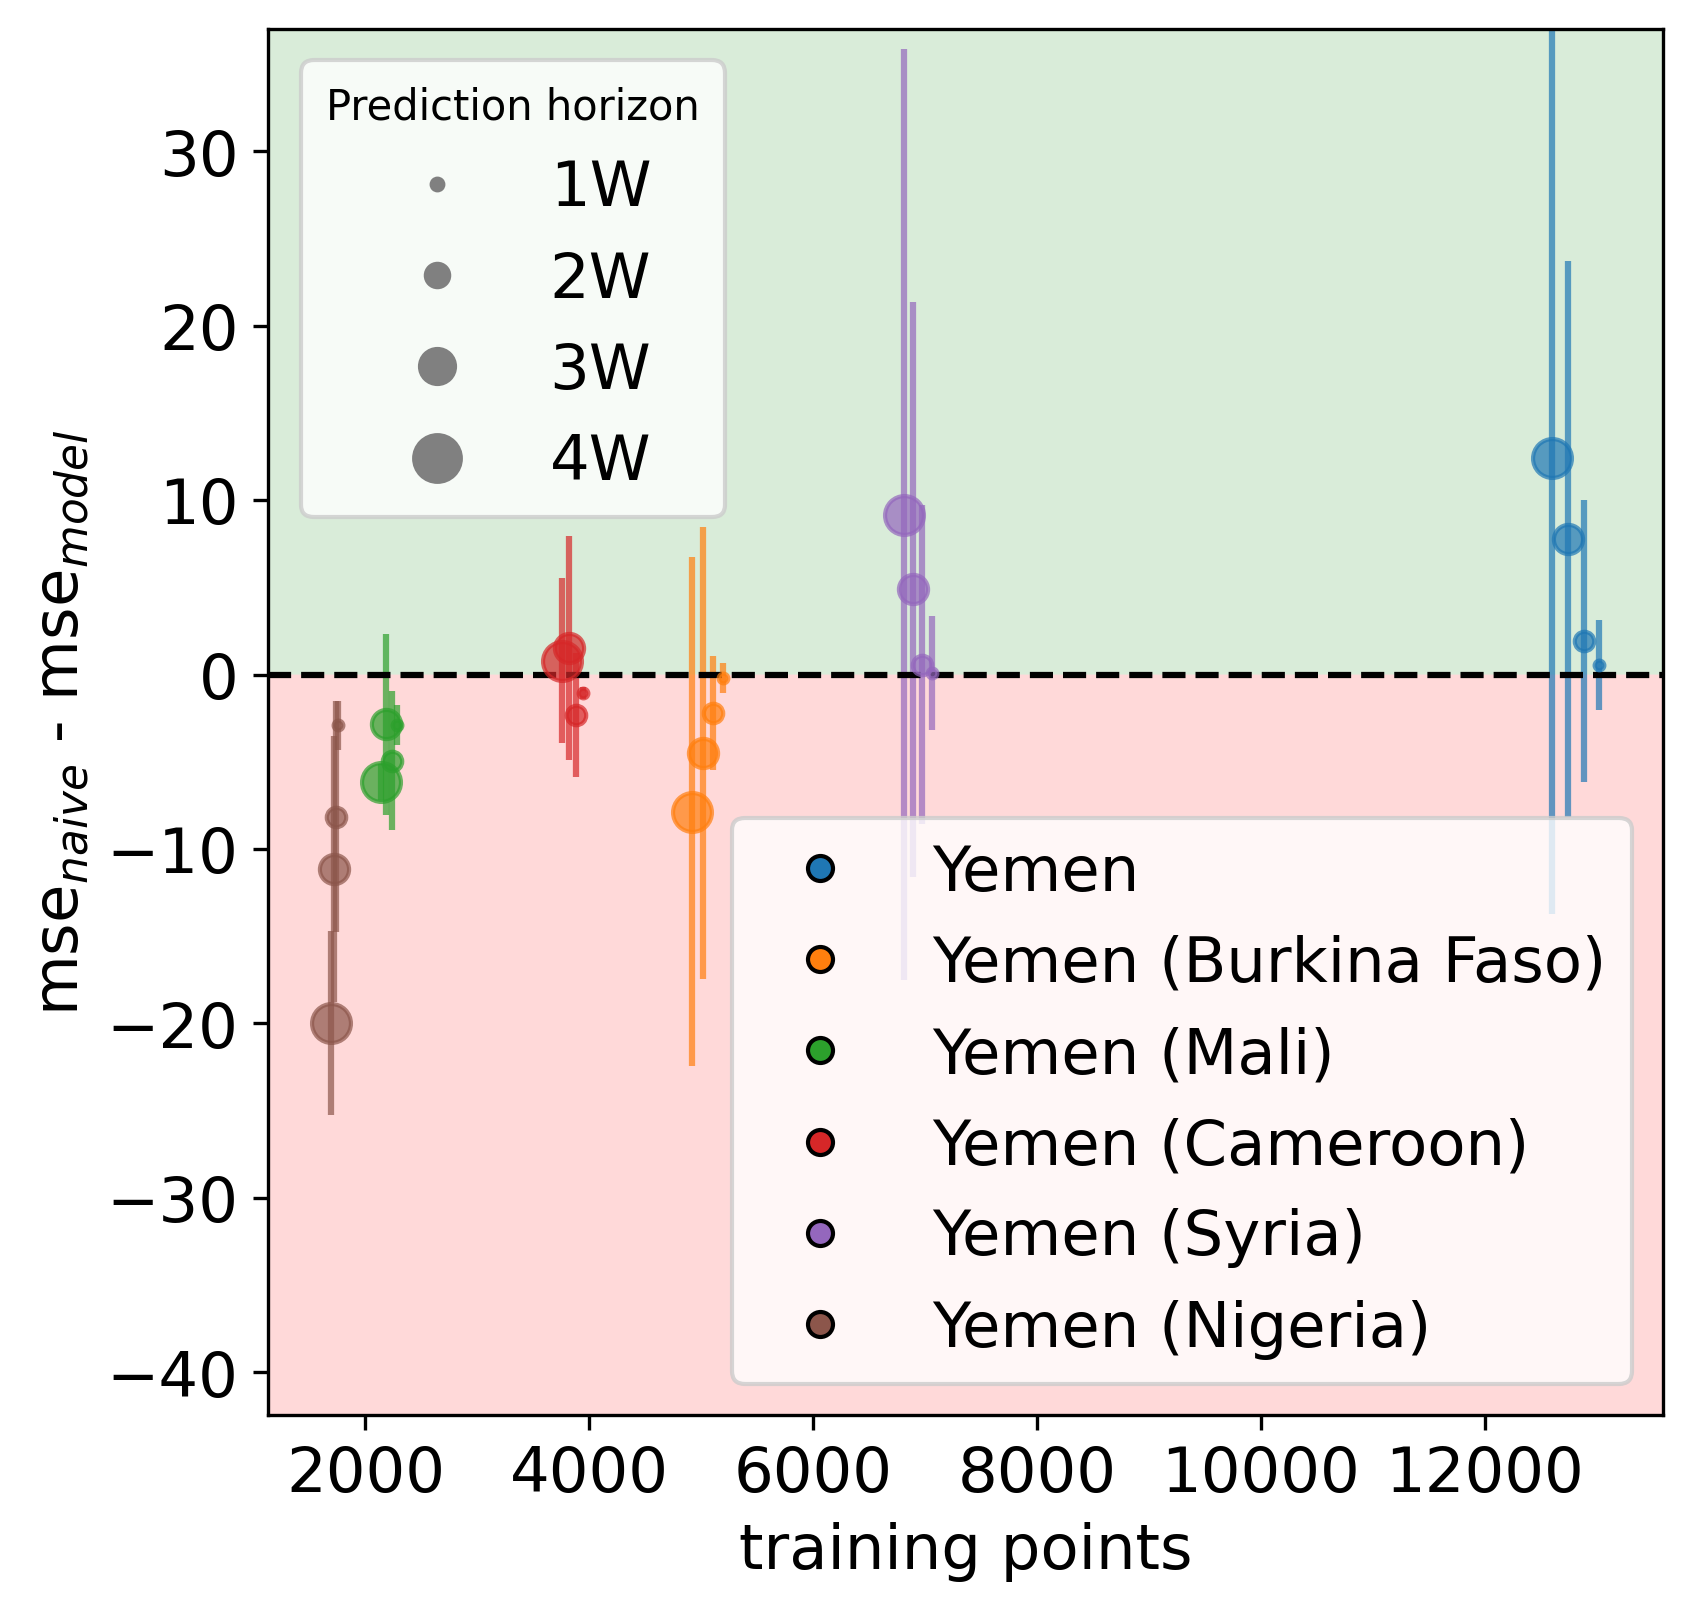 Prediction horizon
1W
2W
3W
4W
30
20
10
0
−10
−20
−30
−40
mse_naive - mse_model
Yemen
Yemen (Burkina Faso)
Yemen (Mali)
Yemen (Cameroon)
Yemen (Syria)
Yemen (Nigeria)
2000 4000 6000 8000 10000 12000
training points